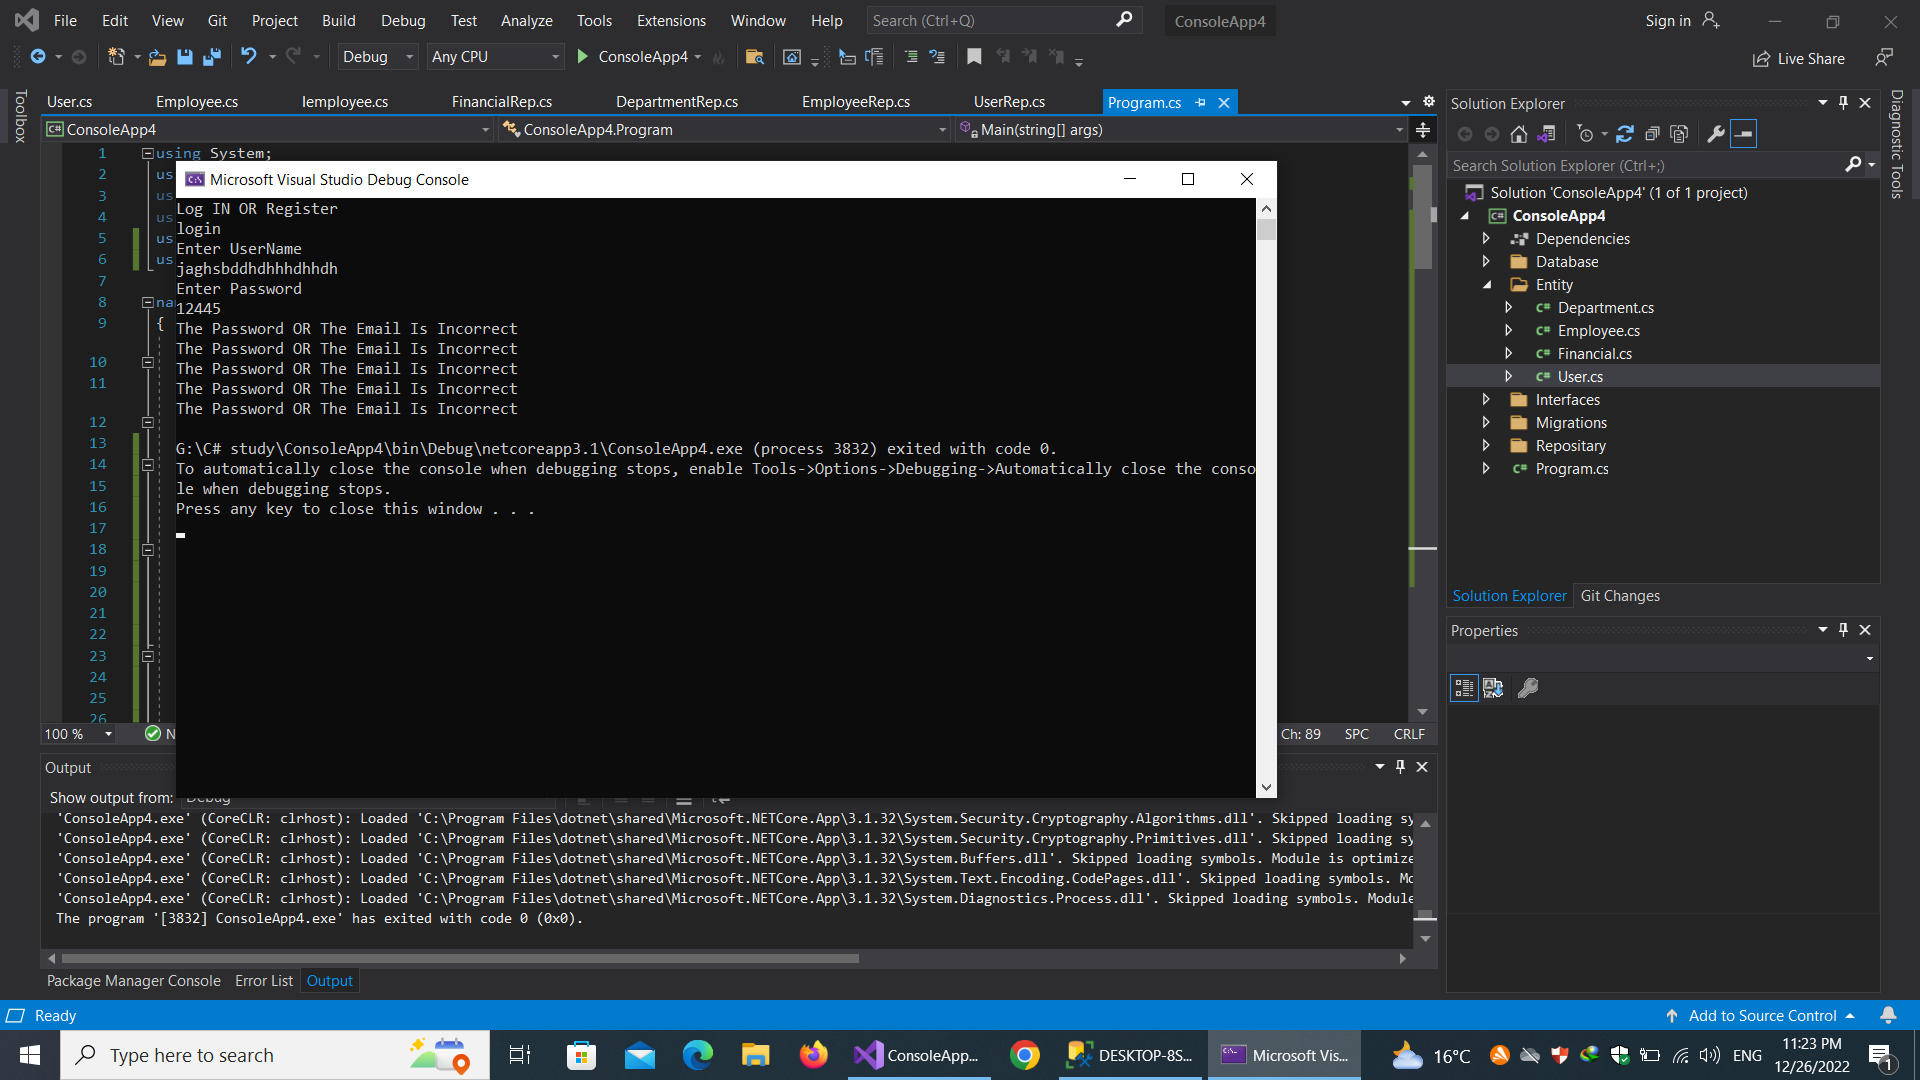 File Edit View Git Project Build Debug Test Analyze Tools Extensions Window Help Search (Ctrl+Q) ConsoleApp4 Sign in
Debug Any CPU ConsoleApp4 Live Share
Toolbox
User.cs Employee.cs Iemployee.cs FinancialRep.cs DepartmentRep.cs EmployeeRep.cs UserRep.cs Program.cs
ConsoleApp4 ConsoleApp4.Program Main(string[] args)
1 using System;
2 us
3 us
4 us
5 us
6 us
7
8 na
9 {
10
11
12
13
14
15
16
17
18
19
20
21
22
23
24
25
26
Microsoft Visual Studio Debug Console
Log IN OR Register
login
Enter UserName
jaghsbddhdhhhdhhdh
Enter Password
12445
The Password OR The Email Is Incorrect
The Password OR The Email Is Incorrect
The Password OR The Email Is Incorrect
The Password OR The Email Is Incorrect
The Password OR The Email Is Incorrect
G:\C# study\ConsoleApp4\bin\Debug\netcoreapp3.1\ConsoleApp4.exe (process 3832) exited with code 0.
To automatically close the console when debugging stops, enable Tools->Options->Debugging->Automatically close the conso
le when debugging stops.
Press any key to close this window . . .
100 % N Ch: 89 SPC CRLF
Output
Show output from: Debug
'ConsoleApp4.exe' (CoreCLR: clrhost): Loaded 'C:\Program Files\dotnet\shared\Microsoft.NETCore.App\3.1.32\System.Security.Cryptography.Algorithms.dll'. Skipped loading sy
'ConsoleApp4.exe' (CoreCLR: clrhost): Loaded 'C:\Program Files\dotnet\shared\Microsoft.NETCore.App\3.1.32\System.Security.Cryptography.Primitives.dll'. Skipped loading sy
'ConsoleApp4.exe' (CoreCLR: clrhost): Loaded 'C:\Program Files\dotnet\shared\Microsoft.NETCore.App\3.1.32\System.Buffers.dll'. Skipped loading symbols. Module is optimize
'ConsoleApp4.exe' (CoreCLR: clrhost): Loaded 'C:\Program Files\dotnet\shared\Microsoft.NETCore.App\3.1.32\System.Text.Encoding.CodePages.dll'. Skipped loading symbols. Mo
'ConsoleApp4.exe' (CoreCLR: clrhost): Loaded 'C:\Program Files\dotnet\shared\Microsoft.NETCore.App\3.1.32\System.Diagnostics.Process.dll'. Skipped loading symbols. Module
The program '[3832] ConsoleApp4.exe' has exited with code 0 (0x0).
Package Manager Console Error List Output
Solution Explorer
Search Solution Explorer (Ctrl+;)
Solution 'ConsoleApp4' (1 of 1 project)
ConsoleApp4
Dependencies
Database
Entity
Department.cs
Employee.cs
Financial.cs
User.cs
Interfaces
Migrations
Repositary
Program.cs
Solution Explorer Git Changes
Properties
Diagnostic Tools
Ready Add to Source Control
Type here to search ConsoleApp... DESKTOP-8S... Microsoft Vis... 16°C ENG 11:23 PM
12/26/2022 1